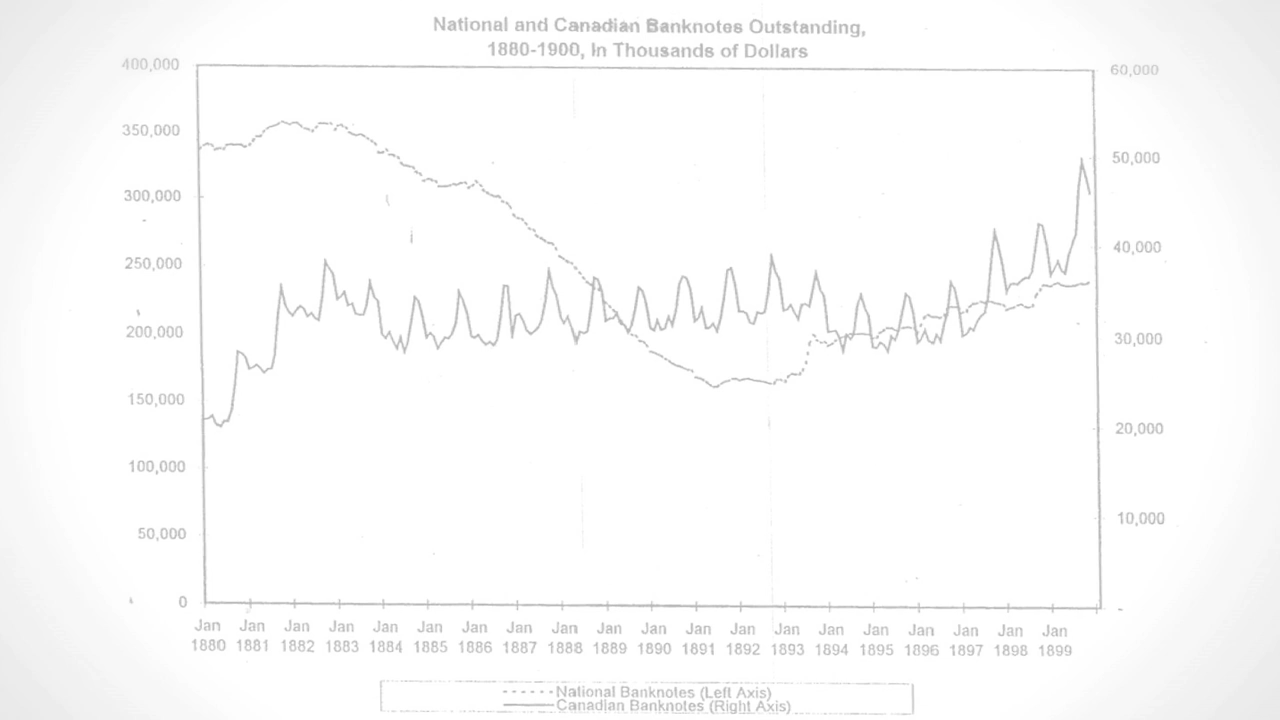 National and Canadian Banknotes Outstanding,
1880-1900, In Thousands of Dollars
400,000
350,000
300,000
250,000
200,000
150,000
100,000
50,000
0
60,000
50,000
40,000
30,000
20,000
10,000
-
Jan Jan Jan Jan Jan Jan Jan Jan Jan Jan Jan Jan Jan Jan Jan Jan Jan Jan Jan Jan
1880 1881 1882 1883 1884 1885 1886 1887 1888 1889 1890 1891 1892 1893 1894 1895 1896 1897 1898 1899
National Banknotes (Left Axis)
Canadian Banknotes (Right Axis)